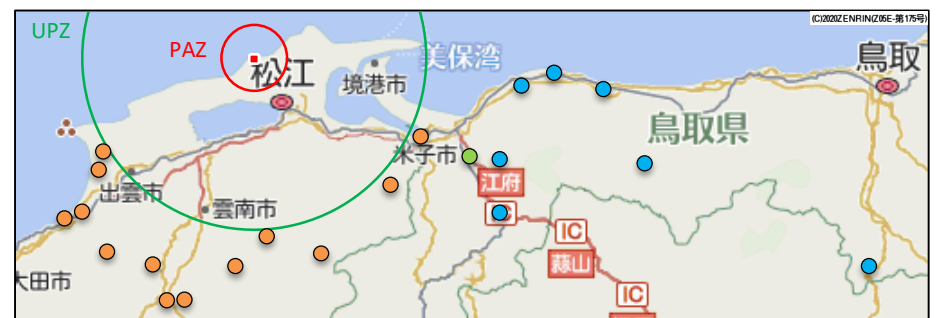 (C)2020ZENRIN(Z05E-第175号)
UPZ
PAZ
美保湾
鳥取
松江
境港市
鳥取県
米子市
江府
出雲市
雲南市
IC
IC
蒜山
大田市
IC